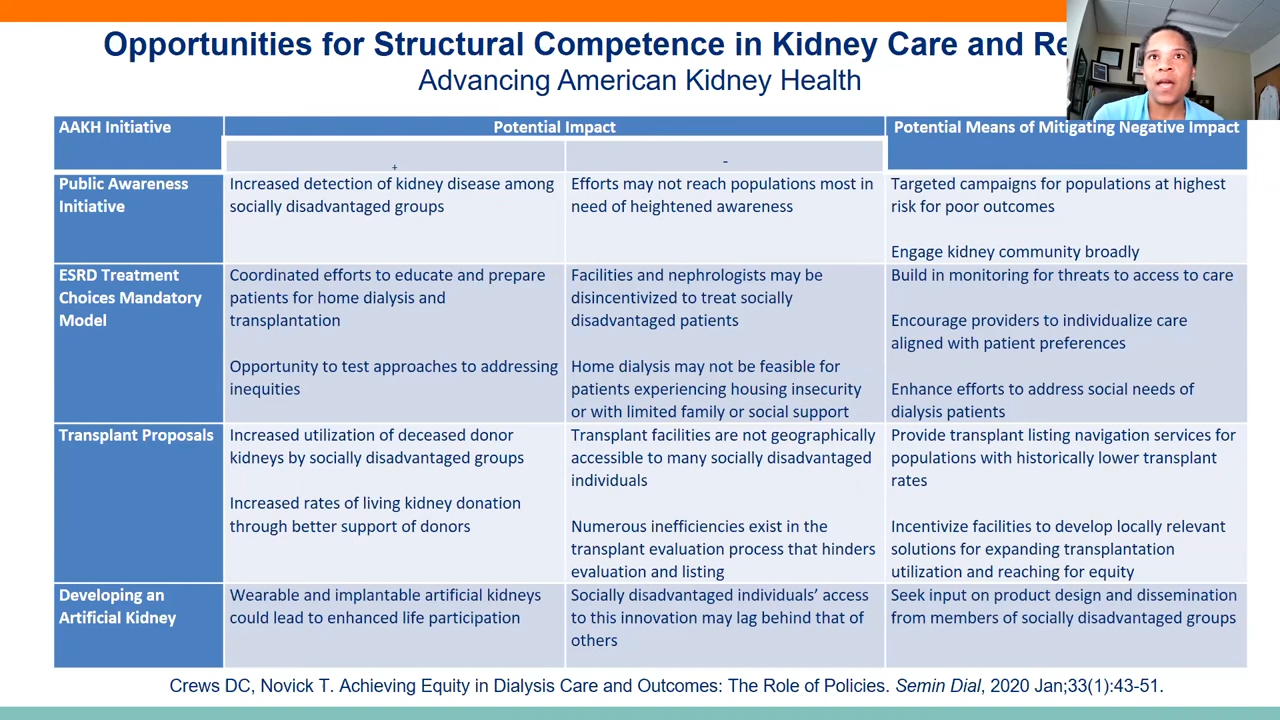 Opportunities for Structural Competence in Kidney Care and Re
Advancing American Kidney Health
AAKH Initiative
Potential Impact
Potential Means of Mitigating Negative Impact
+
-
Public Awareness
Initiative
Increased detection of kidney disease among
socially disadvantaged groups
Efforts may not reach populations most in
need of heightened awareness
Targeted campaigns for populations at highest
risk for poor outcomes
Engage kidney community broadly
ESRD Treatment
Choices Mandatory
Model
Coordinated efforts to educate and prepare
patients for home dialysis and
transplantation
Opportunity to test approaches to addressing
inequities
Facilities and nephrologists may be
disincentivized to treat socially
disadvantaged patients
Home dialysis may not be feasible for
patients experiencing housing insecurity
or with limited family or social support
Build in monitoring for threats to access to care
Encourage providers to individualize care
aligned with patient preferences
Enhance efforts to address social needs of
dialysis patients
Transplant Proposals
Increased utilization of deceased donor
kidneys by socially disadvantaged groups
Increased rates of living kidney donation
through better support of donors
Transplant facilities are not geographically
accessible to many socially disadvantaged
individuals
Numerous inefficiencies exist in the
transplant evaluation process that hinders
evaluation and listing
Provide transplant listing navigation services for
populations with historically lower transplant
rates
Incentivize facilities to develop locally relevant
solutions for expanding transplantation
utilization and reaching for equity
Developing an
Artificial Kidney
Wearable and implantable artificial kidneys
could lead to enhanced life participation
Socially disadvantaged individuals’ access
to this innovation may lag behind that of
others
Seek input on product design and dissemination
from members of socially disadvantaged groups
Crews DC, Novick T. Achieving Equity in Dialysis Care and Outcomes: The Role of Policies. Semin Dial, 2020 Jan;33(1):43-51.